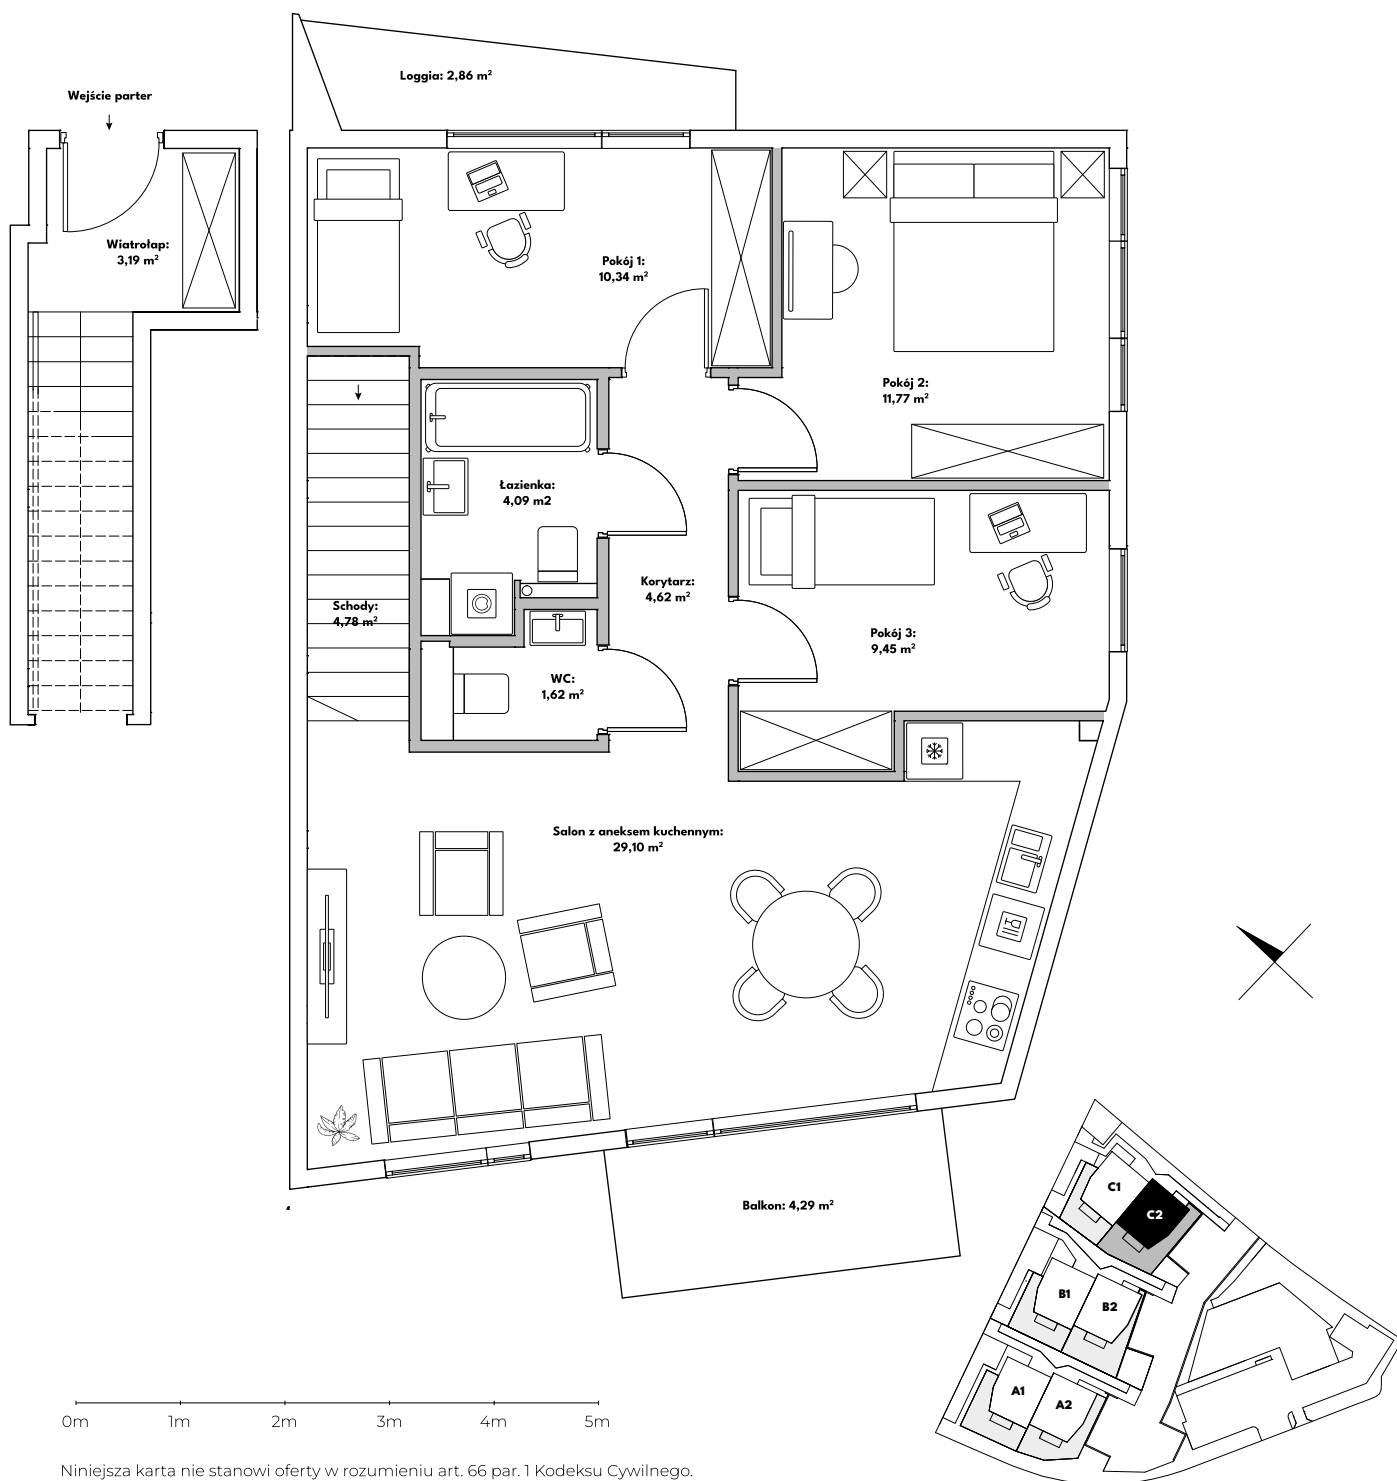 Loggia: 2,86 m²
Wejście parter
Wiatrołap:
3,19 m²
Pokój 1:
10,34 m²
Pokój 2:
11,77 m²
Łazienka:
4,09 m2
Korytarz:
4,62 m²
Schody:
4,78 m²
Pokój 3:
9,45 m²
WC:
1,62 m²
Salon z aneksem kuchennym:
29,10 m²
Balkon: 4,29 m²
C1
C2
B1
B2
A1
A2
0m 1m 2m 3m 4m 5m
Niniejsza karta nie stanowi oferty w rozumieniu art. 66 par. 1 Kodeksu Cywilnego.